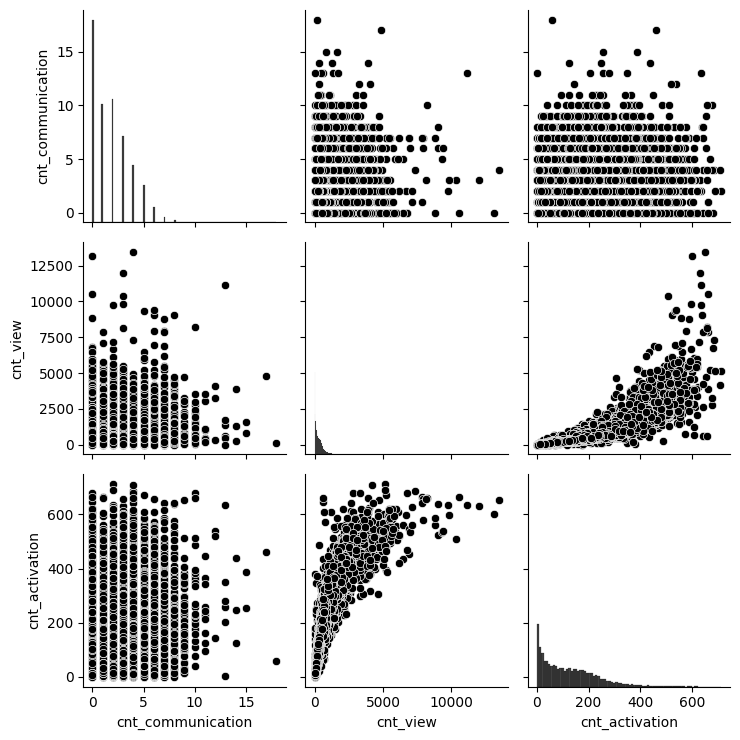 cnt_communication
15
10
5
0
cnt_view
12500
10000
7500
5000
2500
0
cnt_activation
600
400
200
0
0 5 10 15
0 5000 10000
0 200 400 600
cnt_communication
cnt_view
cnt_activation